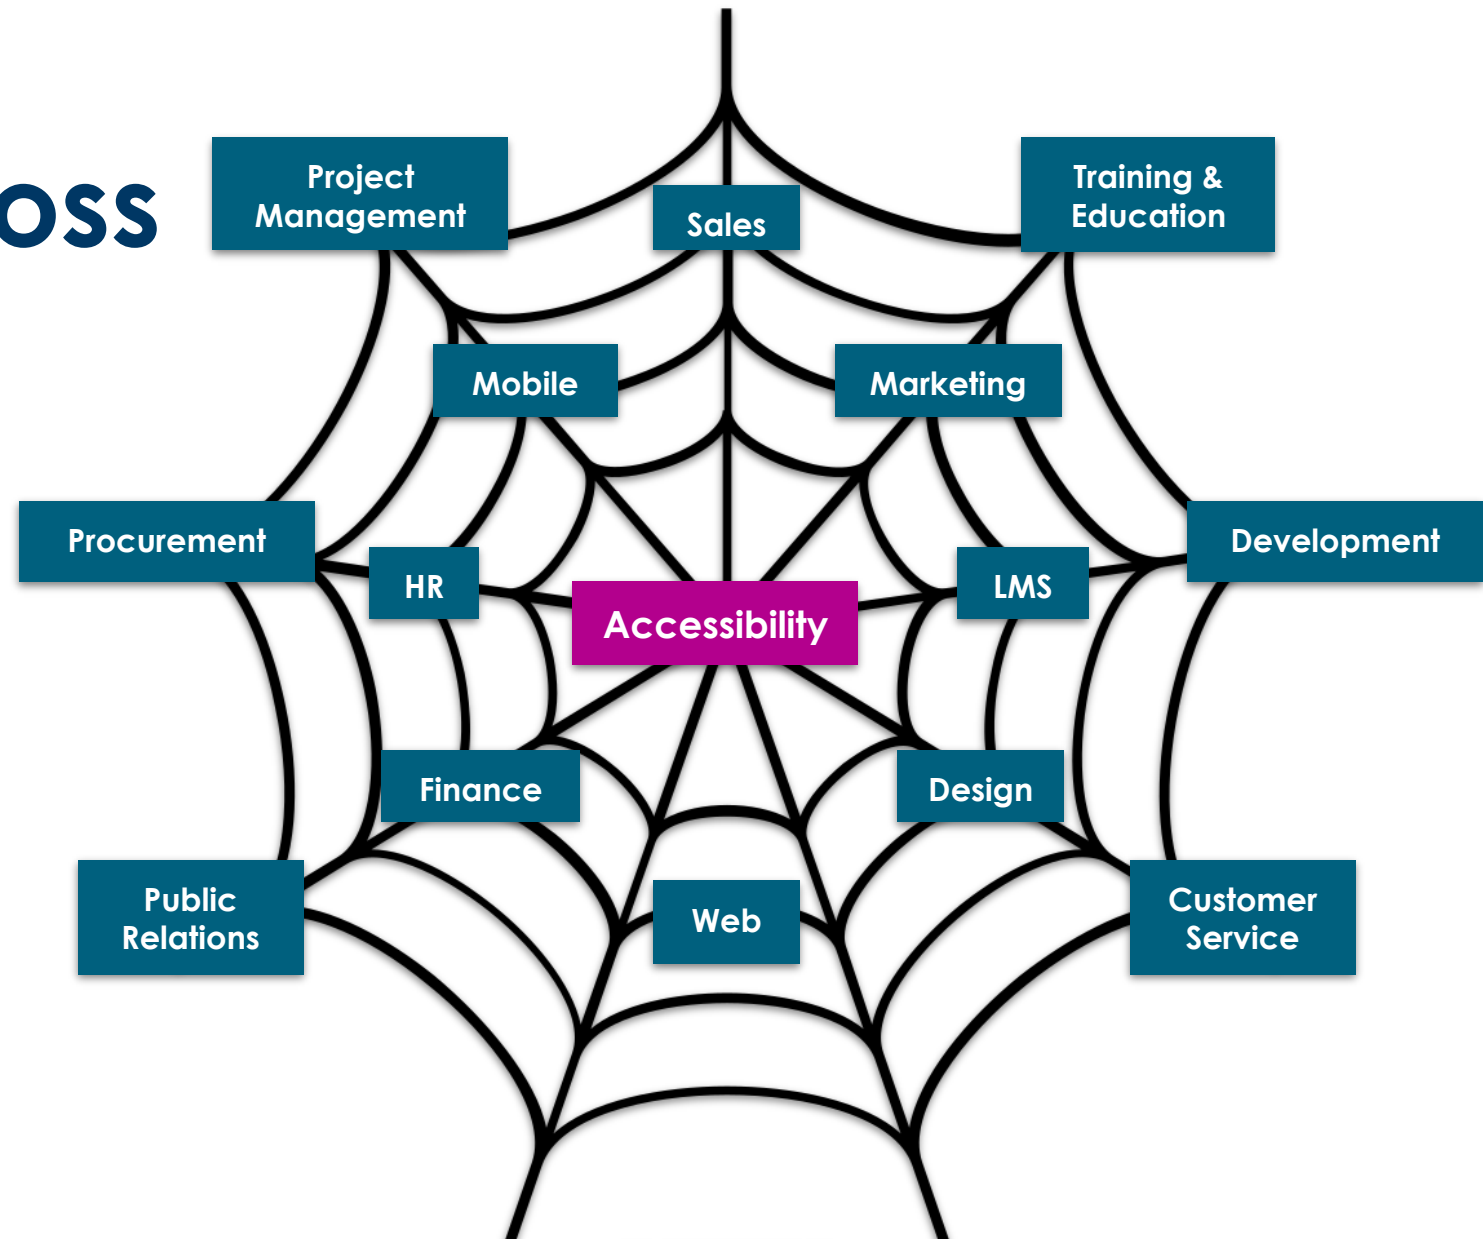 oss
Project
Management
Sales
Training &
Education
Mobile
Marketing
Procurement
Development
HR
LMS
Accessibility
Finance
Design
Public
Relations
Web
Customer
Service